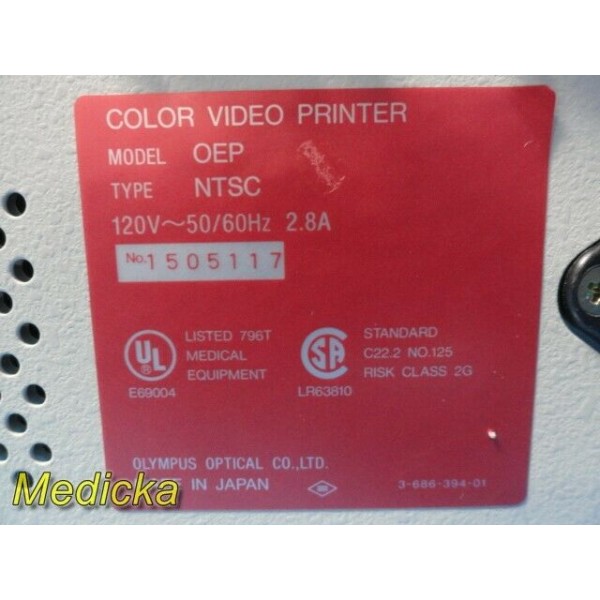 COLOR VIDEO PRINTER
MODEL OEP
TYPE NTSC
120V~50/60Hz 2.8A
No. 1505117
UL
LISTED 796T
MEDICAL
EQUIPMENT
E69004
SA
STANDARD
C22.2 NO.125
RISK CLASS 2G
LR63810
OLYMPUS OPTICAL CO.,LTD.
IN JAPAN
3-686-394-01
Medicka